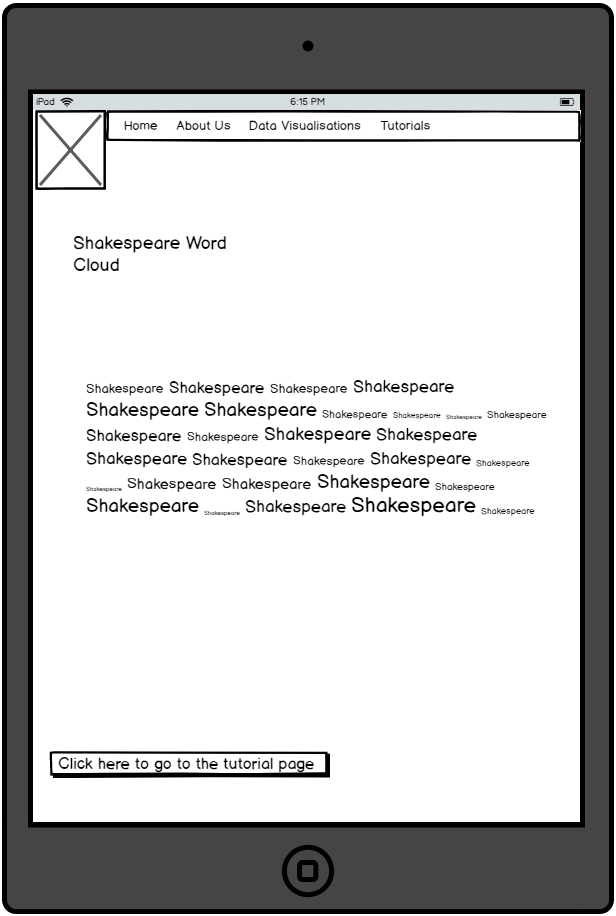 iPad 6:15 PM
Home About Us Data Visualisations Tutorials
Shakespeare Word
Cloud
Shakespeare Shakespeare Shakespeare Shakespeare
Shakespeare Shakespeare Shakespeare Shakespeare Shakespeare Shakespeare
Shakespeare Shakespeare Shakespeare Shakespeare
Shakespeare Shakespeare Shakespeare Shakespeare Shakespeare
Shakespeare Shakespeare Shakespeare Shakespeare Shakespeare
Shakespeare Shakespeare Shakespeare Shakespeare Shakespeare
Click here to go to the tutorial page